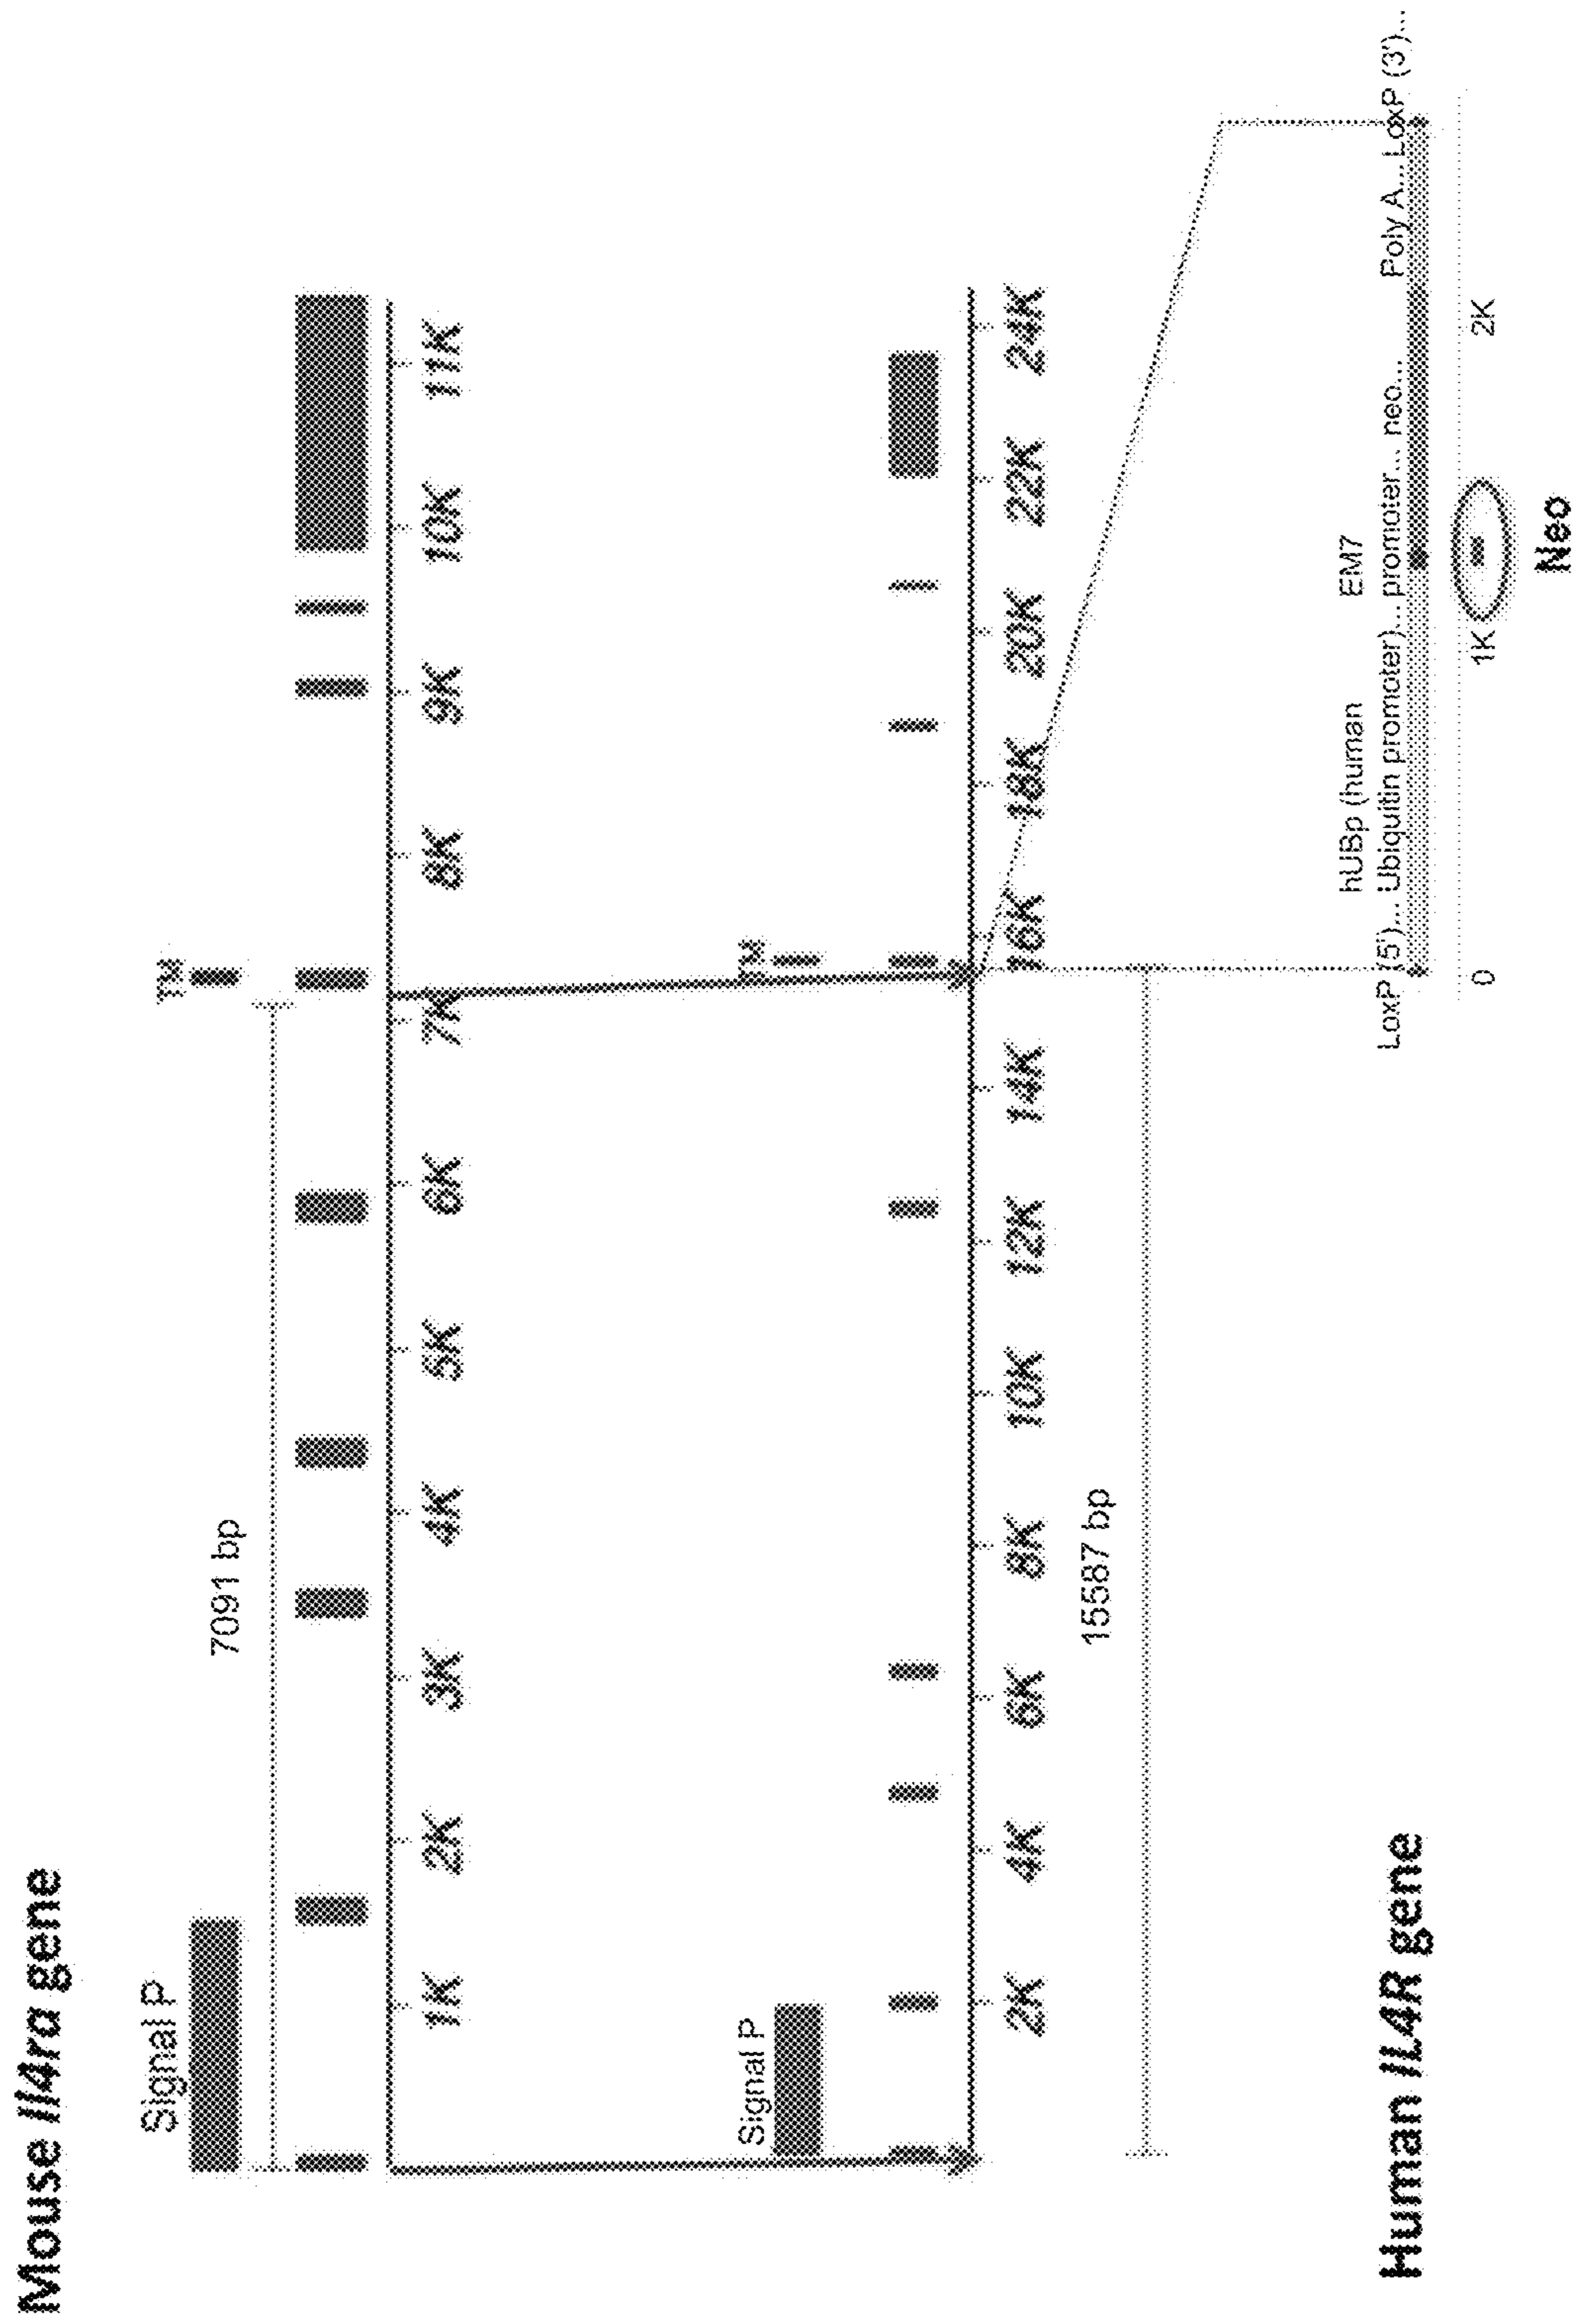 Mouse Il4ra gene
Signal P
TM
7091 bp
1K 2K 3K 4K 5K 6K 7K 8K 9K 10K 11K
Signal P
TM
2K 4K 6K 8K 10K 12K 14K 16K 18K 20K 22K 24K
15587 bp
Human IL4R gene
hUBp (human EM7
LoxP (5')... Ubiquitin promoter)... promoter... neo... Poly A... LoxP (3')...
0 1K 2K
Neo